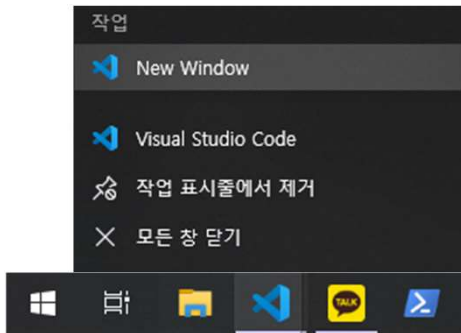 작업
New Window
Visual Studio Code
작업 표시줄에서 제거
모든 창 닫기
TALK